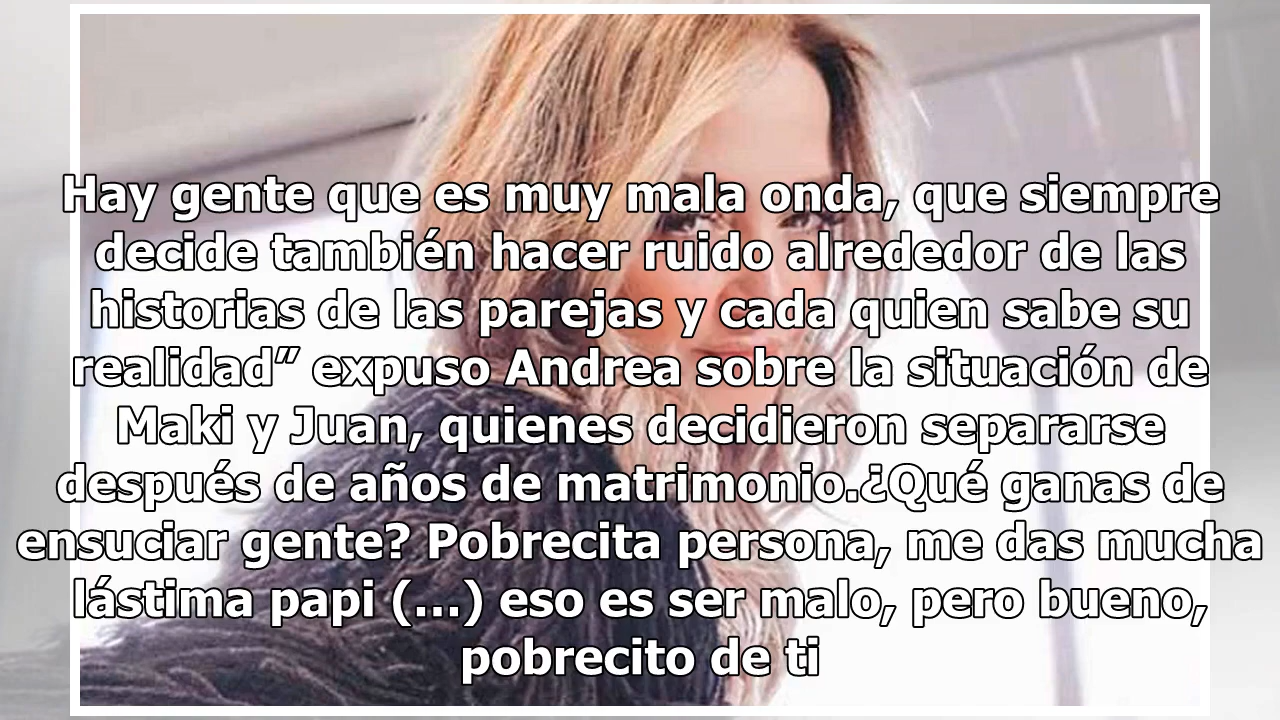 Hay gente que es muy mala onda, que siempre
decide también hacer ruido alrededor de las
historias de las parejas y cada quien sabe su
realidad” expuso Andrea sobre la situación de
Maki y Juan, quienes decidieron separarse
después de años de matrimonio.¿Qué ganas de
ensuciar gente? Pobrecita persona, me das mucha
lástima papi (...) eso es ser malo, pero bueno,
pobrecito de ti